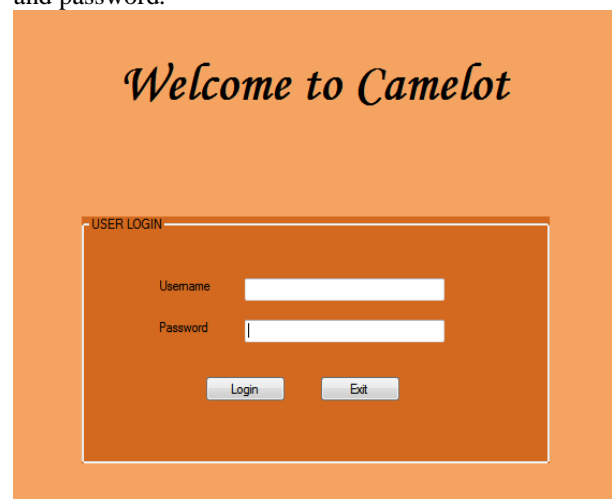 and password.
Welcome to Camelot
USER LOGIN
Username
Password
Login Exit